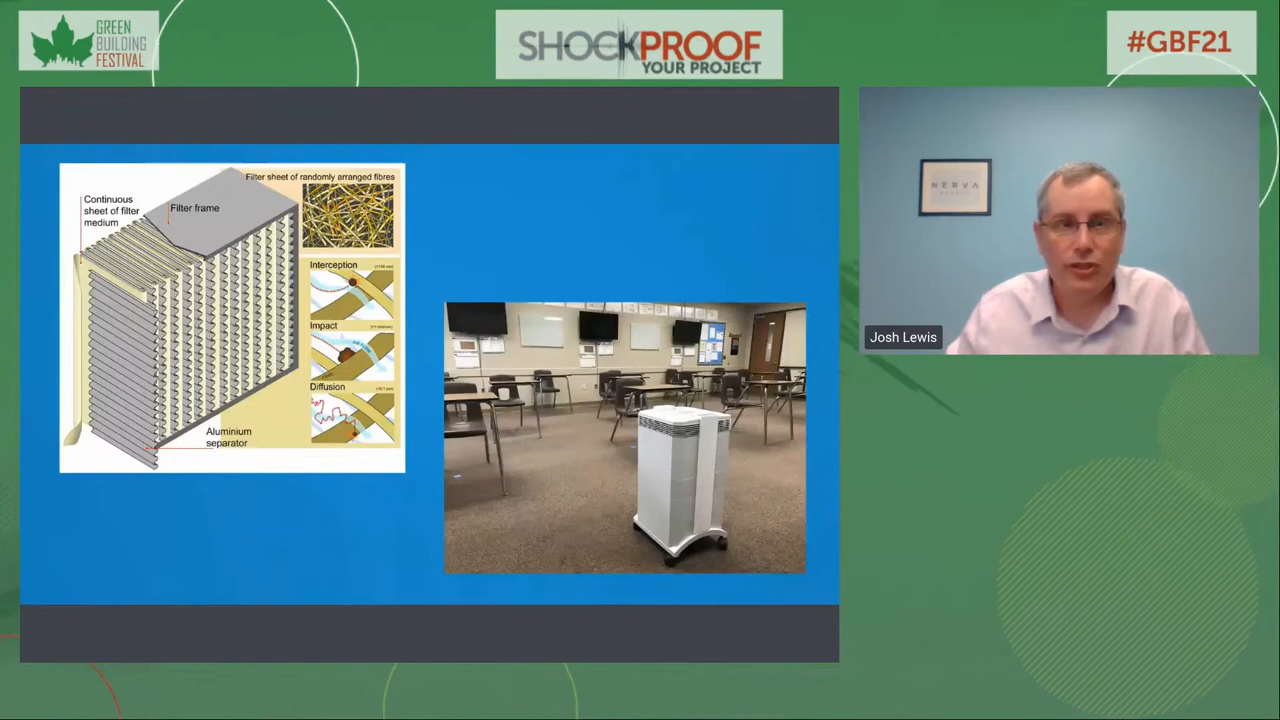 GREEN
BUILDING
FESTIVAL
SHOCKPROOF
YOUR PROJECT
#GBF21
Continuous
sheet of filter
medium
Filter frame
Filter sheet of randomly arranged fibres
Interception
Impact
Diffusion
Aluminium
separator
NERVA
Josh Lewis